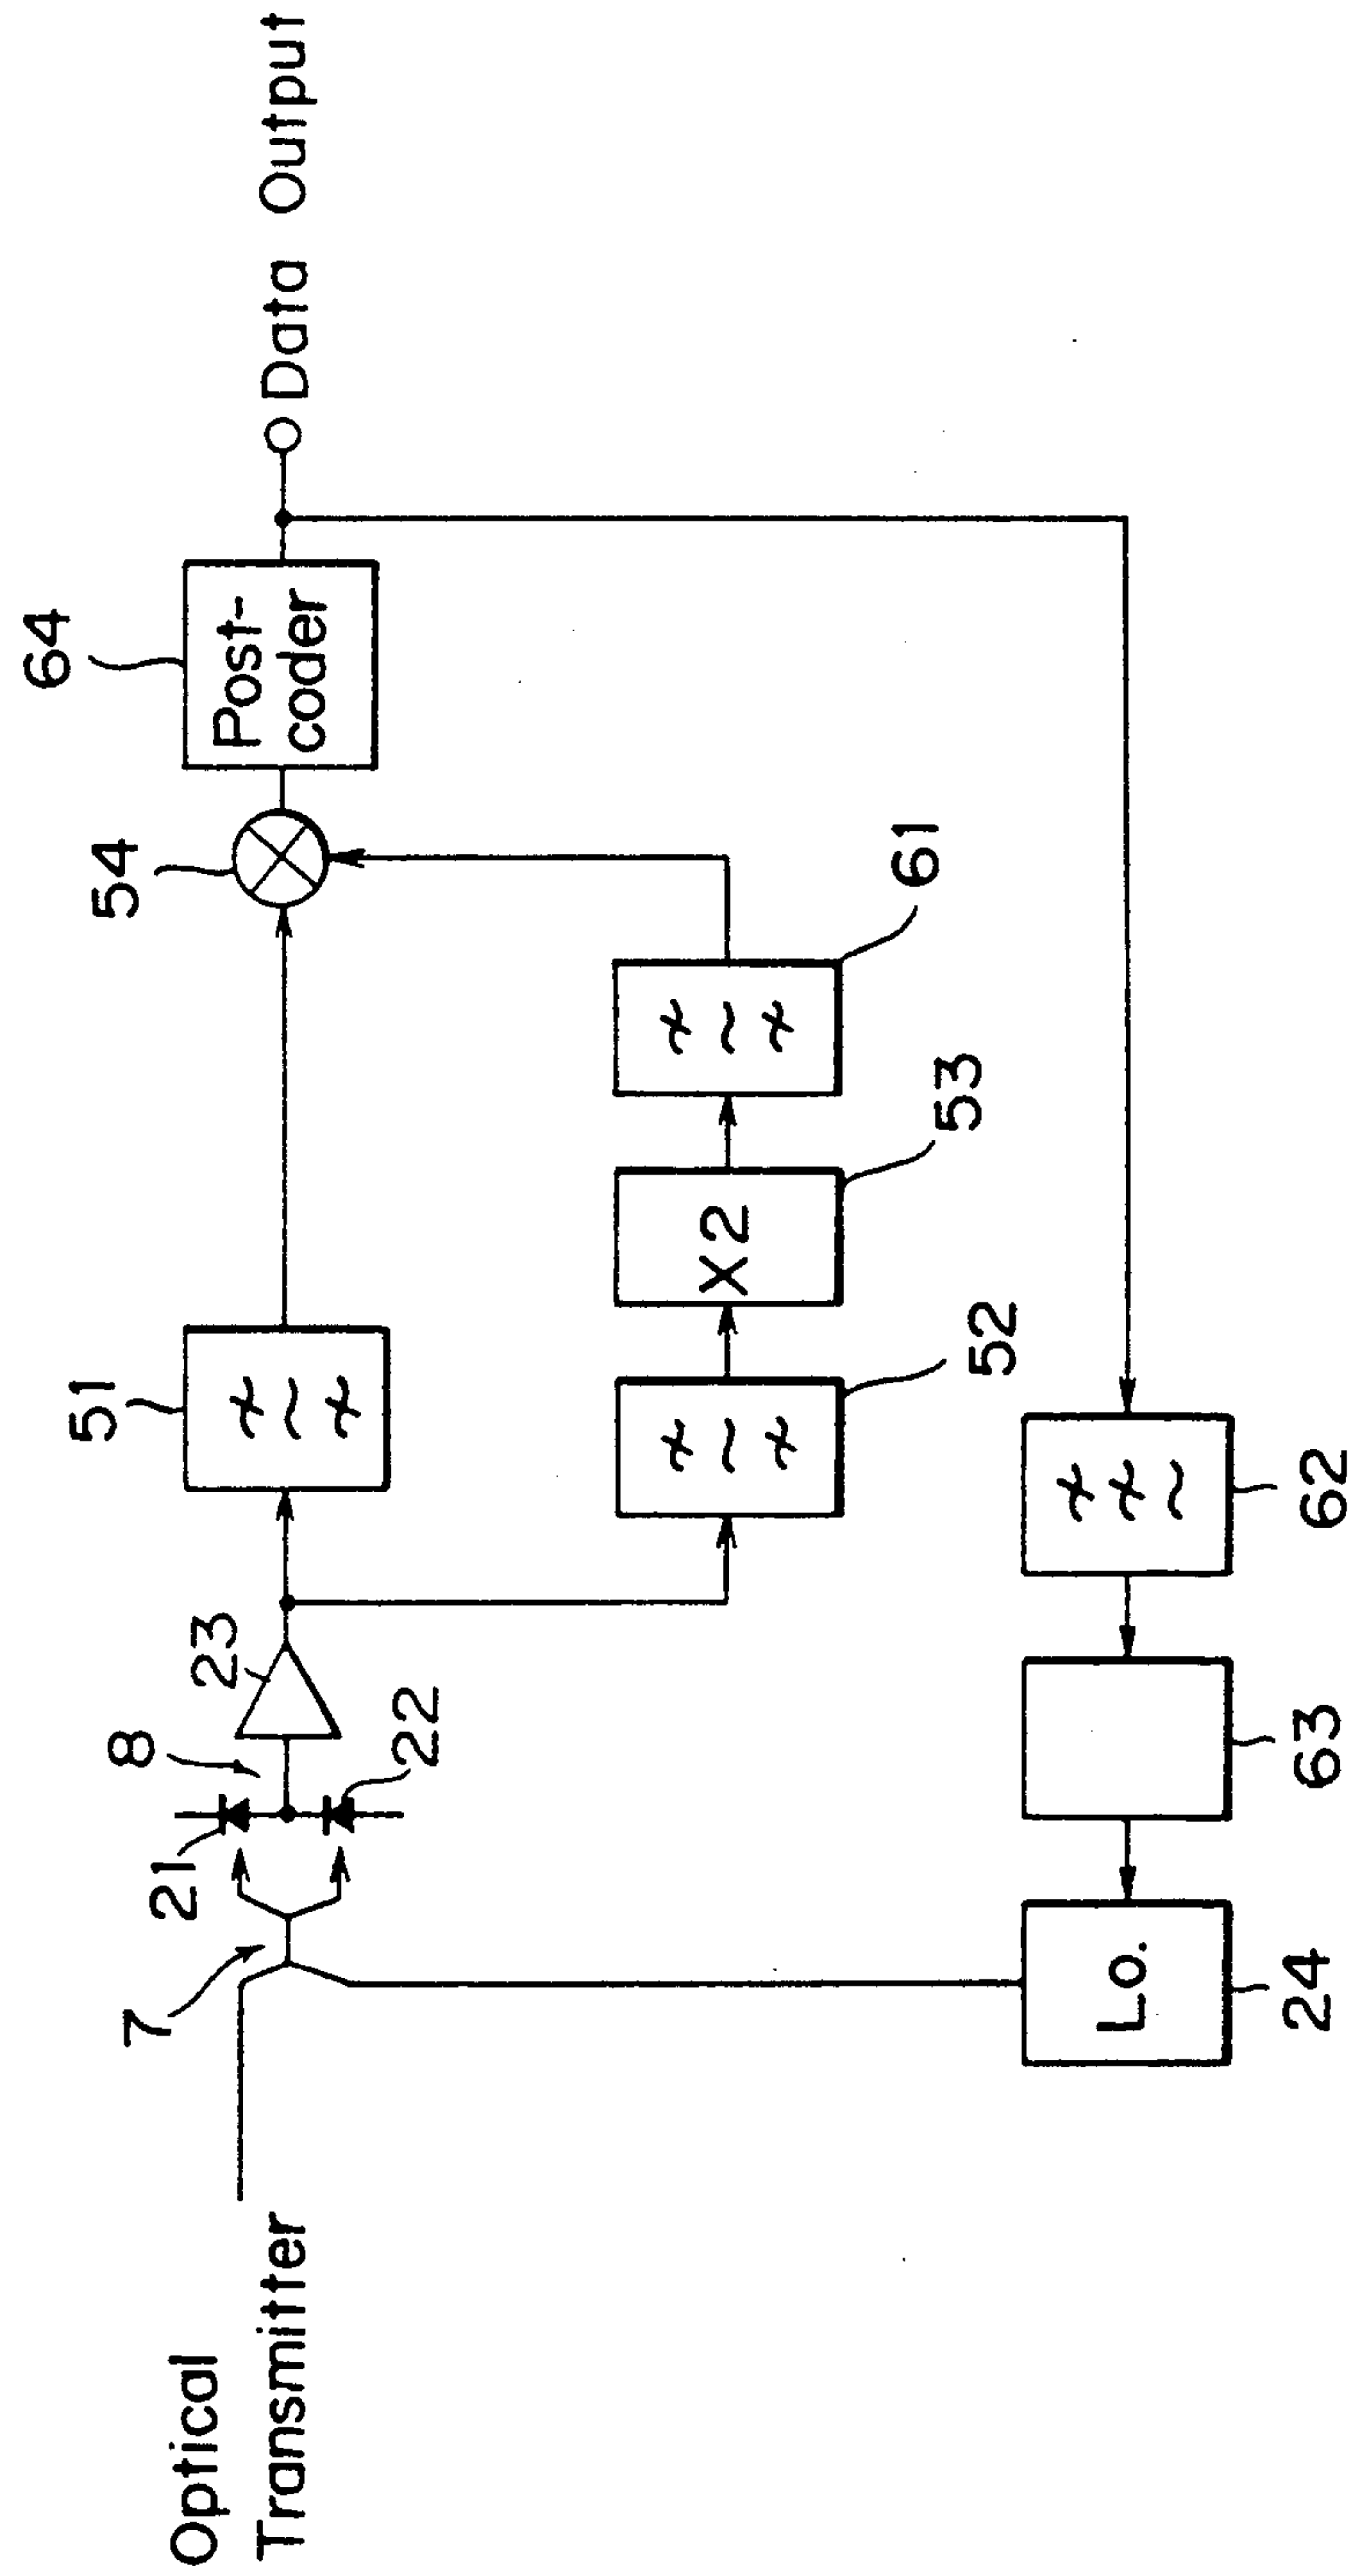 Optical
Transmitter
7
21
8
22
23
51
52
X2
53
61
54
Post-
coder
64
Data Output
62
63
Lo.
24